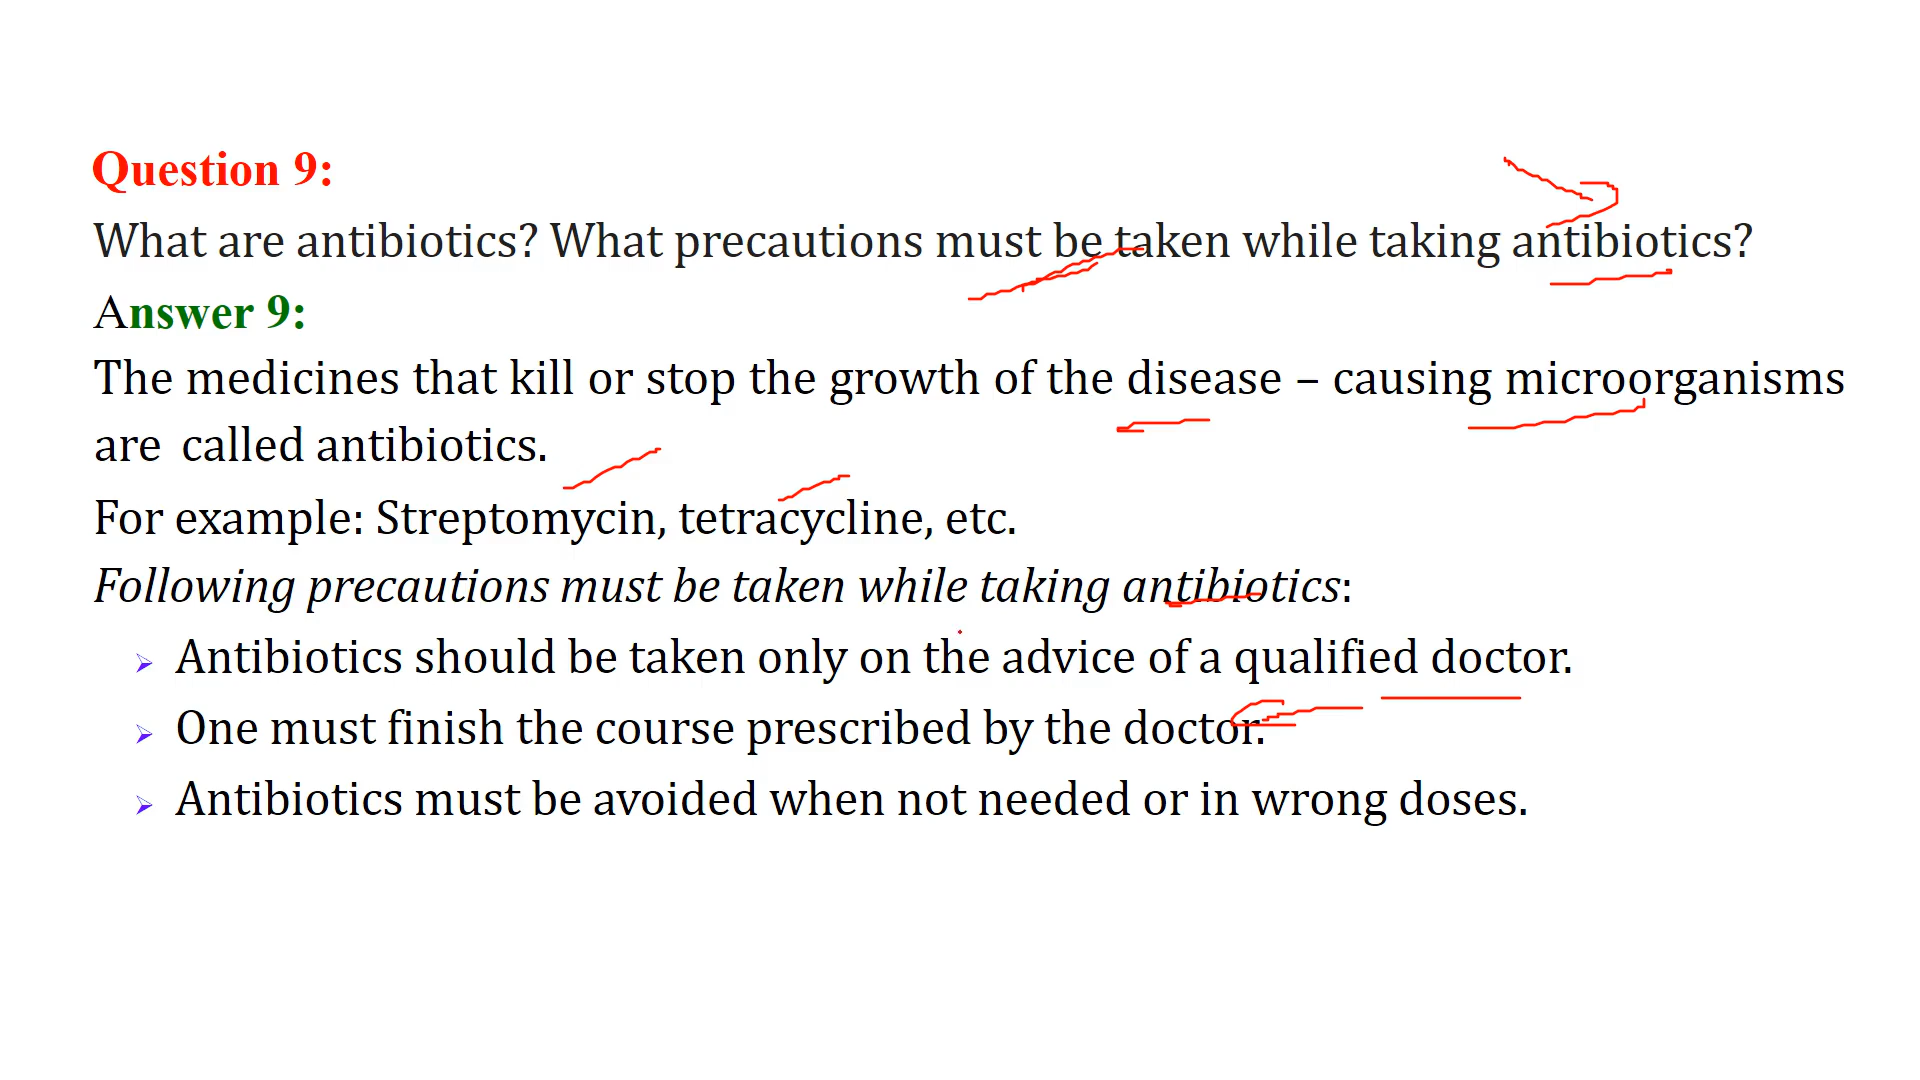 Question 9:
What are antibiotics? What precautions must be taken while taking antibiotics?
Answer 9:
The medicines that kill or stop the growth of the disease – causing microorganisms
are called antibiotics.
For example: Streptomycin, tetracycline, etc.
Following precautions must be taken while taking antibiotics:
➢ Antibiotics should be taken only on the advice of a qualified doctor.
➢ One must finish the course prescribed by the doctor.
➢ Antibiotics must be avoided when not needed or in wrong doses.